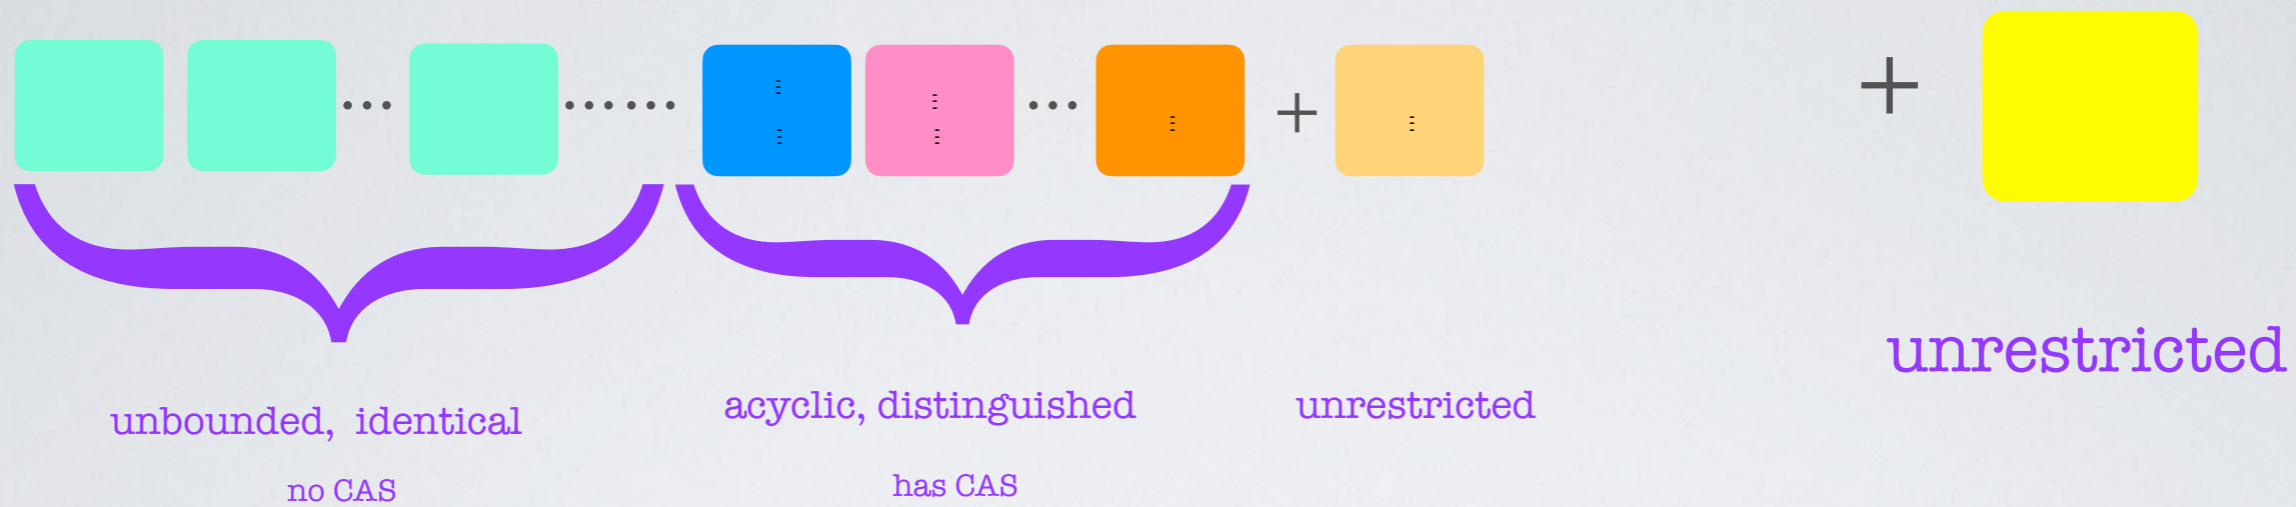 +
+
unrestricted
unbounded, identical
acyclic, distinguished
unrestricted
no CAS
has CAS